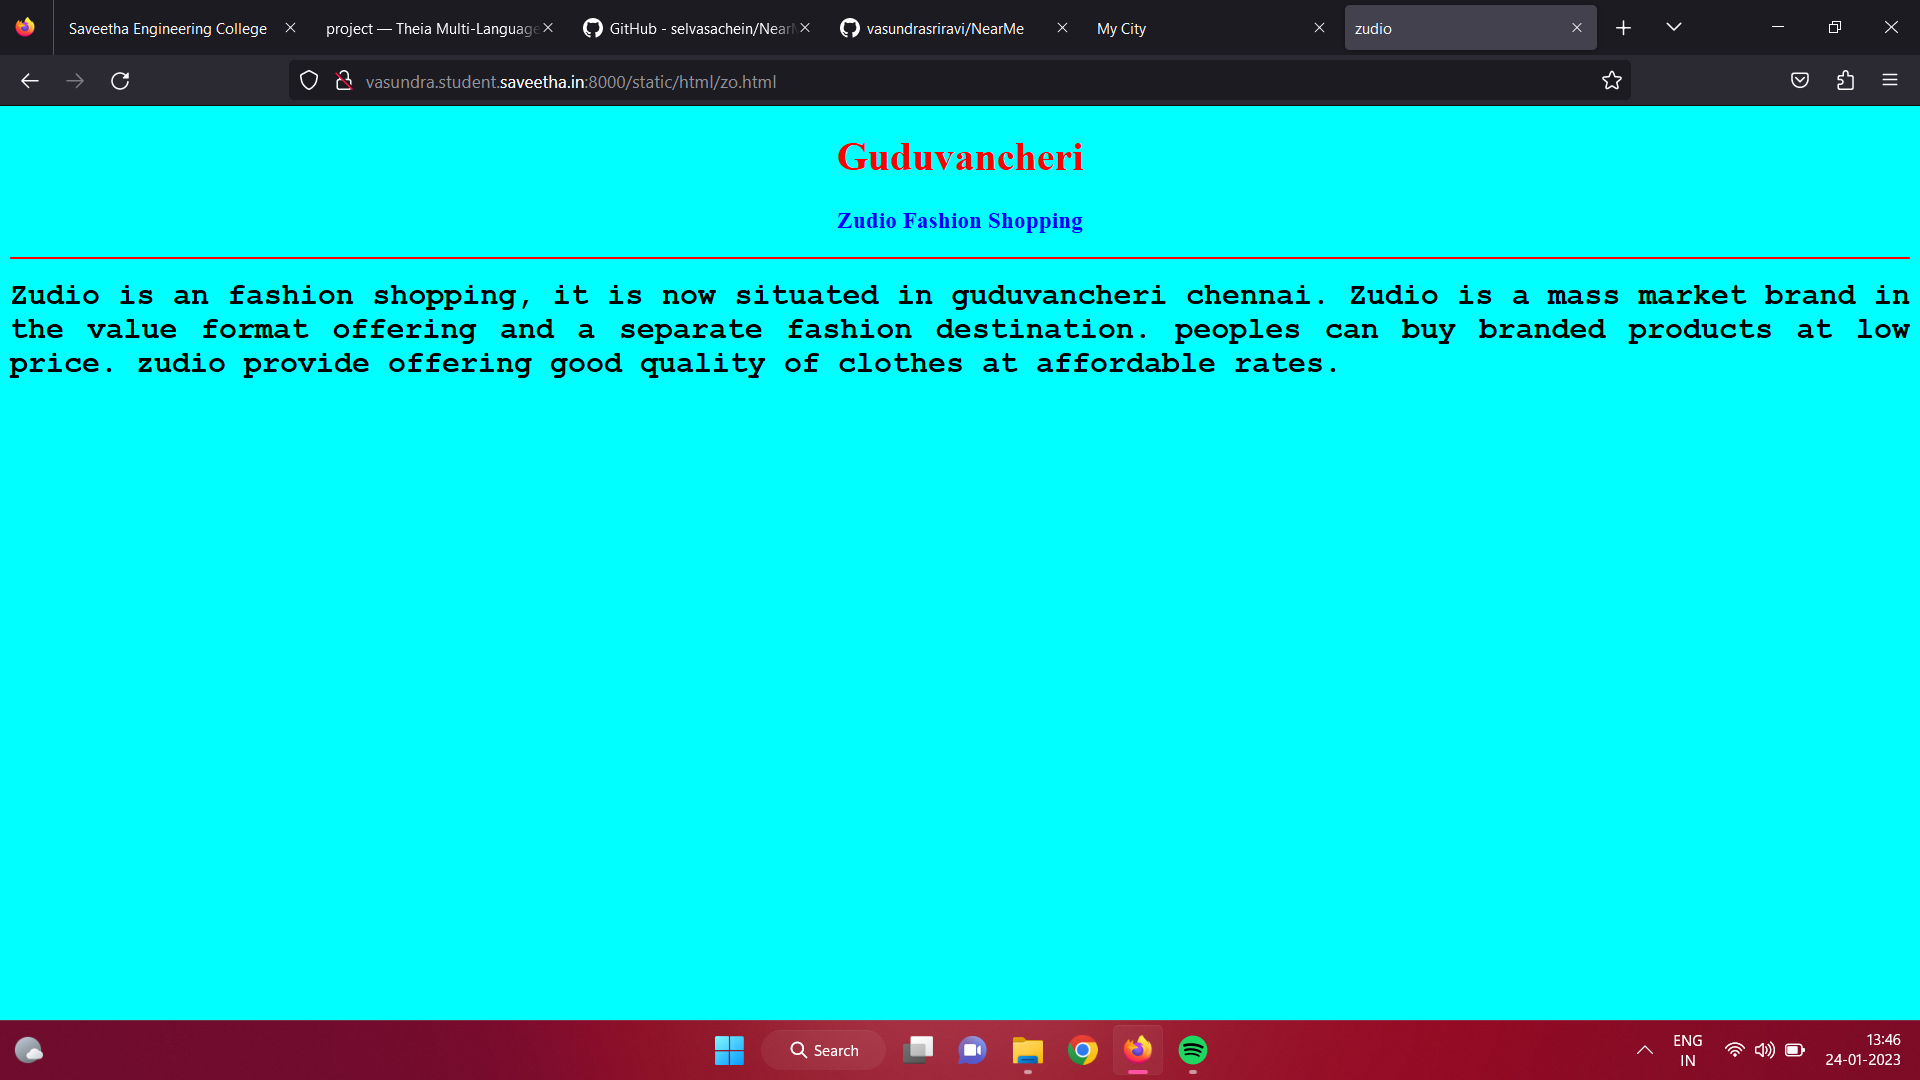 Saveetha Engineering College
project — Theia Multi-Language
GitHub - selvasachein/NearM
vasundrasriravi/NearMe
My City
zudio
vasundra.student.saveetha.in:8000/static/html/zo.html
Guduvancheri
Zudio Fashion Shopping
Zudio is an fashion shopping, it is now situated in guduvancheri chennai. Zudio is a mass market brand in
the value format offering and a separate fashion destination. peoples can buy branded products at low
price. zudio provide offering good quality of clothes at affordable rates.
Search
ENG
IN
13:46
24-01-2023